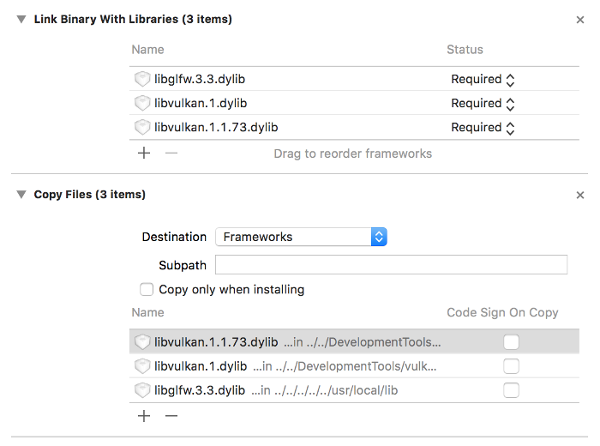 Link Binary With Libraries (3 items)
Name Status
libglfw.3.3.dylib Required
libvulkan.1.dylib Required
libvulkan.1.1.73.dylib Required
Drag to reorder frameworks
Copy Files (3 items)
Destination Frameworks
Subpath
Copy only when installing
Name Code Sign On Copy
libvulkan.1.1.73.dylib ...in ../../DevelopmentTools...
libvulkan.1.dylib ...in ../../DevelopmentTools/vulk...
libglfw.3.3.dylib ...in ../../../../../usr/local/lib